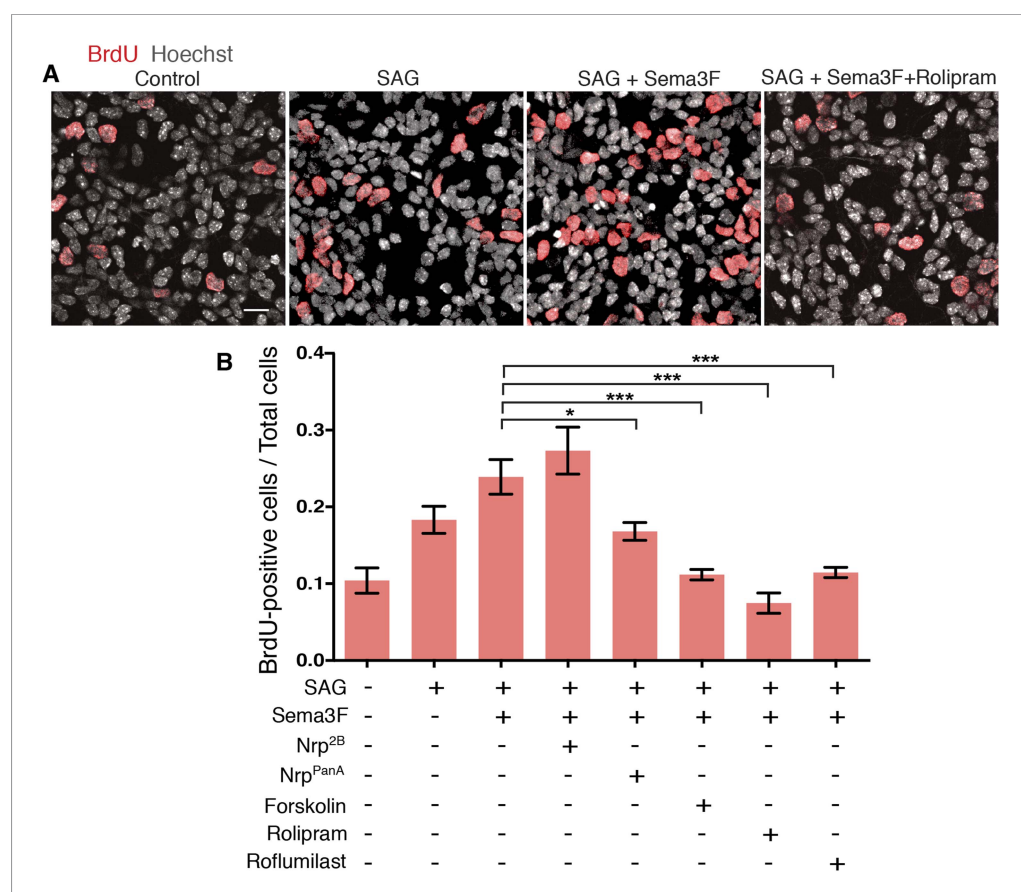 BrdU Hoechst
A
Control
SAG
SAG + Sema3F
SAG + Sema3F+Rolipram
B
BrdU-positive cells / Total cells
0.4
0.3
0.2
0.1
0.0
***
***
***
*
SAG - + + + + + + +
Sema3F - - + + + + + +
Nrp2B - - - + - - - -
NrpPanA - - - - + - - -
Forskolin - - - - - + - -
Rolipram - - - - - - + -
Roflumilast - - - - - - - +